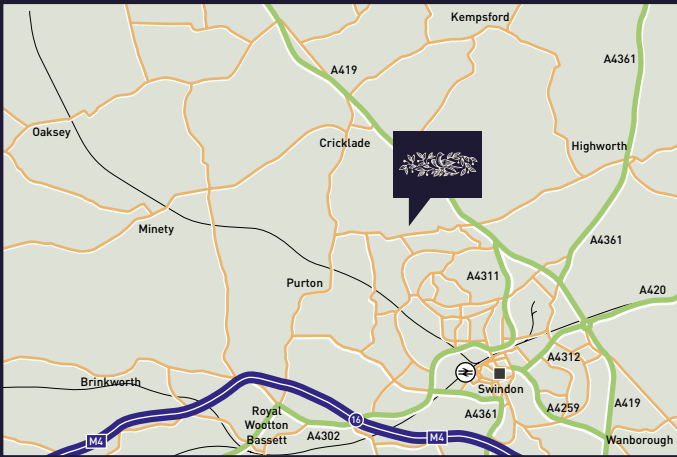 Kempsford
A4361
A419
Oaksey
Cricklade
Highworth
Minety
A4361
Purton
A4311
A420
A4312
Brinkworth
Swindon
Royal
Wootton
Bassett
16
A4361
A4259
A419
A4302
M4
M4
Wanborough